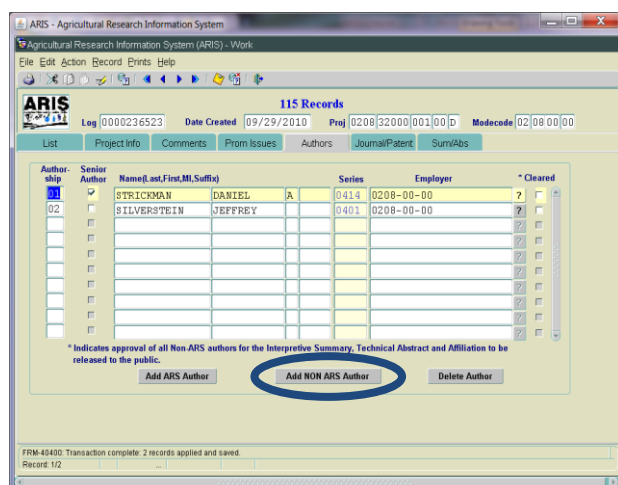 ARIS - Agricultural Research Information System
Agricultural Research Information System (ARIS) - Work
File Edit Action Record Prints Help
ARIS
115 Records
Log 0000236523 Date Created 09/29/2010 Proj 0208 32000 001 00 D Modecode 02 08 00 00
List Project Info Comments Prom Issues Authors Journal/Patent Sum/Abs
Author-ship Senior Author Name(Last,First,MI,Suffix) Series Employer * Cleared
01 STRICKMAN DANIEL A 0414 0208-00-00 ?
02 SILVERSTEIN JEFFREY 0401 0208-00-00 ?
?
?
?
?
?
?
?
?
* Indicates approval of all Non-ARS authors for the Interpretive Summary, Technical Abstract and Affiliation to be
released to the public.
Add ARS Author Add NON ARS Author Delete Author
FRM-40400: Transaction complete: 2 records applied and saved.
Record: 1/2 ...